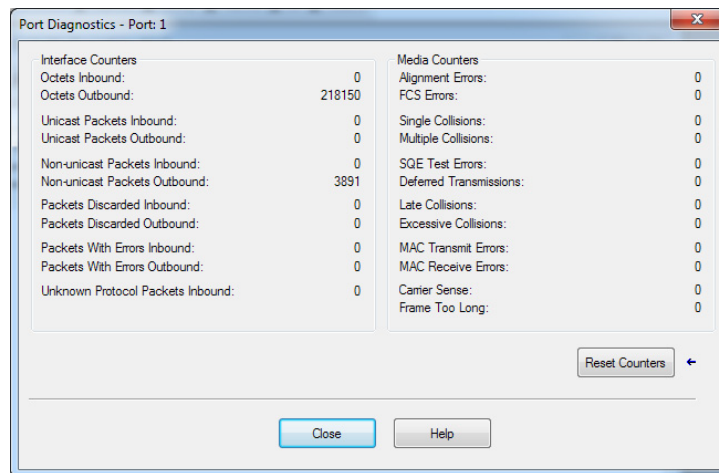 Port Diagnostics - Port: 1
Interface Counters
Octets Inbound: 0
Octets Outbound: 218150
Unicast Packets Inbound: 0
Unicast Packets Outbound: 0
Non-unicast Packets Inbound: 0
Non-unicast Packets Outbound: 3891
Packets Discarded Inbound: 0
Packets Discarded Outbound: 0
Packets With Errors Inbound: 0
Packets With Errors Outbound: 0
Unknown Protocol Packets Inbound: 0
Media Counters
Alignment Errors: 0
FCS Errors: 0
Single Collisions: 0
Multiple Collisions: 0
SQE Test Errors: 0
Deferred Transmissions: 0
Late Collisions: 0
Excessive Collisions: 0
MAC Transmit Errors: 0
MAC Receive Errors: 0
Carrier Sense: 0
Frame Too Long: 0
Reset Counters
Close
Help